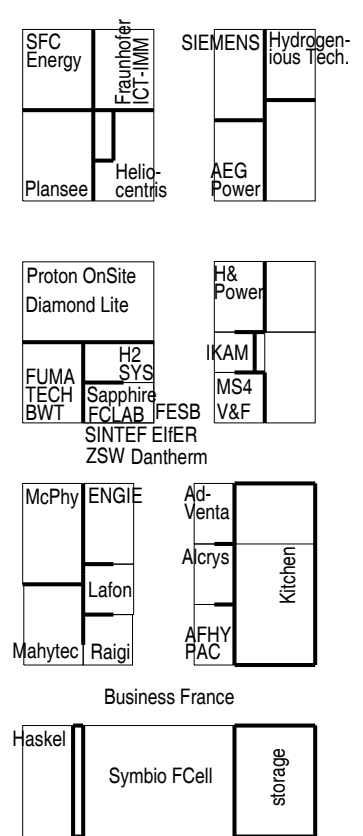 SFC
Energy
Fraunhofer
ICT-IMM
Plansee
Helio-
centris
SIEMENS
Hydrogen-
ious Tech.
AEG
Power
Proton OnSite
Diamond Lite
FUMA
TECH
BWT
H2
SYS
Sapphire
FCLAB
FESB
SINTEF EIfER
ZSW Dantherm
H&
Power
IKAM
MS4
V&F
McPhy
ENGIE
Lafon
Mahytec
Raigi
Ad-
Venta
Alcrys
AFHY
PAC
Kitchen
Business France
Haskel
Symbio FCell
storage